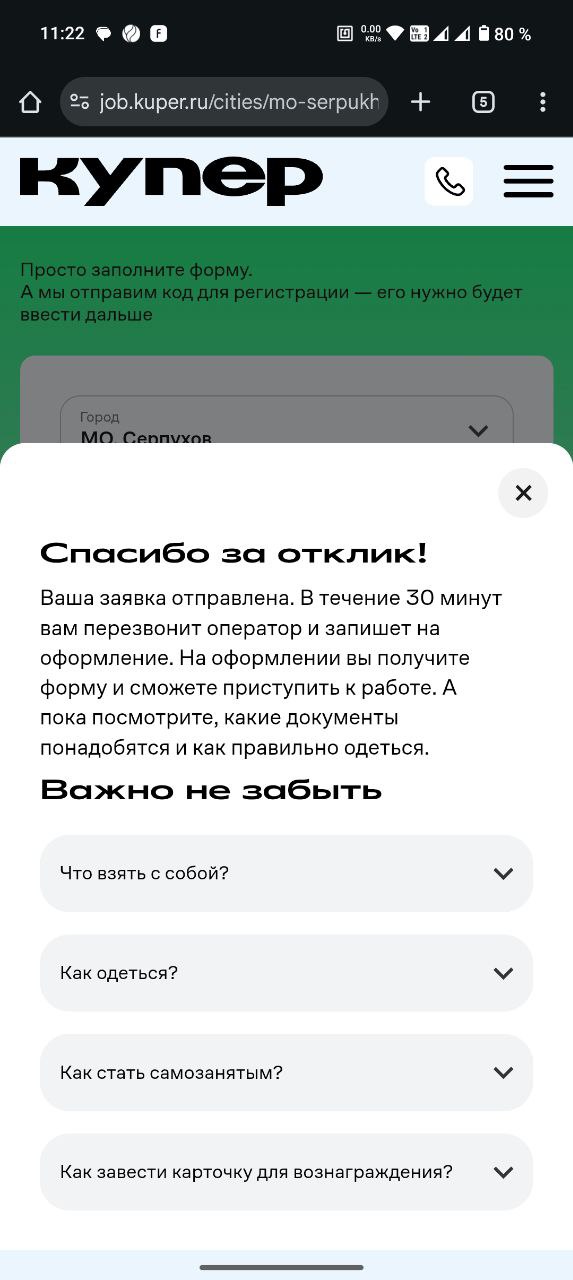 11:22
F
0.00
KB/s
Vo 1
LTE 2
80 %
job.kuper.ru/cities/mo-serpukh
5
купер
Просто заполните форму.
А мы отправим код для регистрации — его нужно будет
ввести дальше
Город
МО, Серпухов
Спасибо за отклик!
Ваша заявка отправлена. В течение 30 минут
вам перезвонит оператор и запишет на
оформление. На оформлении вы получите
форму и сможете приступить к работе. А
пока посмотрите, какие документы
понадобятся и как правильно одеться.
Важно не забыть
Что взять с собой?
Как одеться?
Как стать самозанятым?
Как завести карточку для вознаграждения?